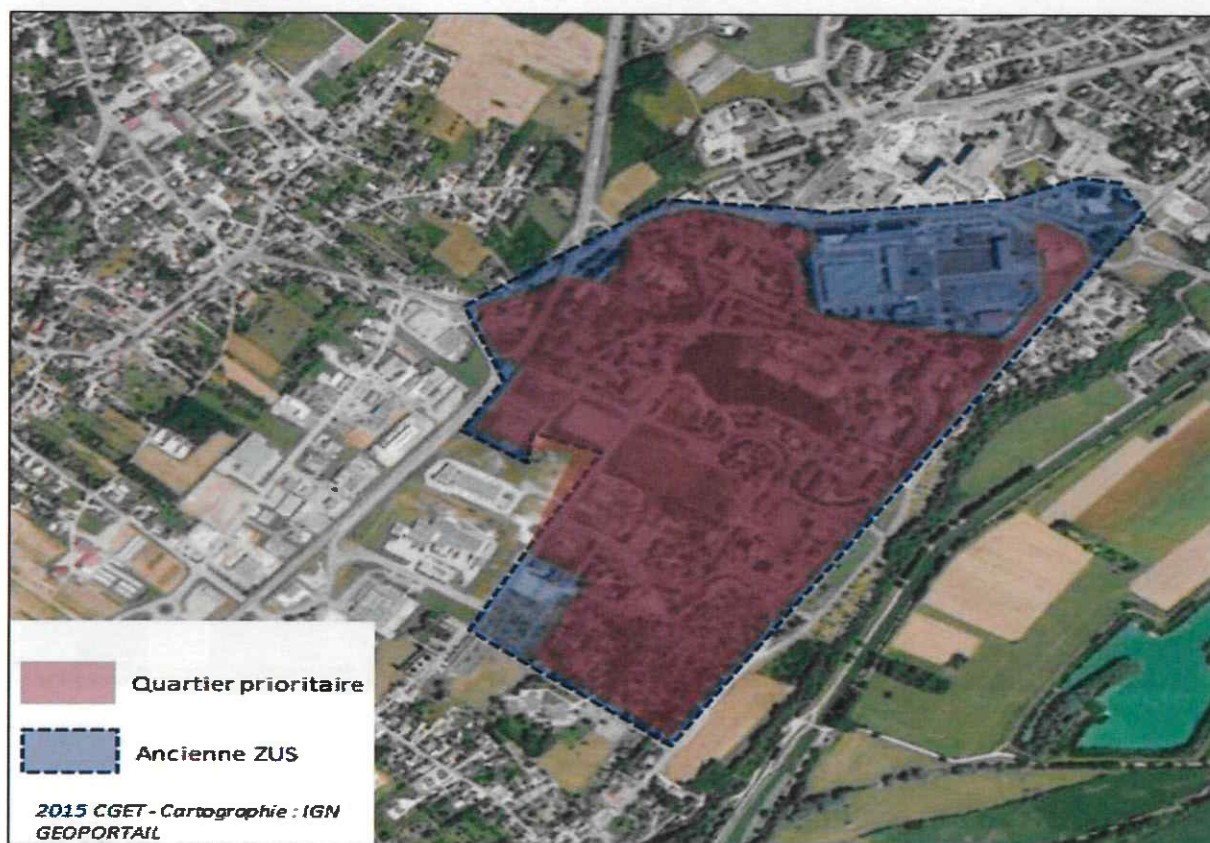 Quartier prioritaire
Ancienne ZUS
2015 CGET - Cartographie : IGN
GEOPORTAIL